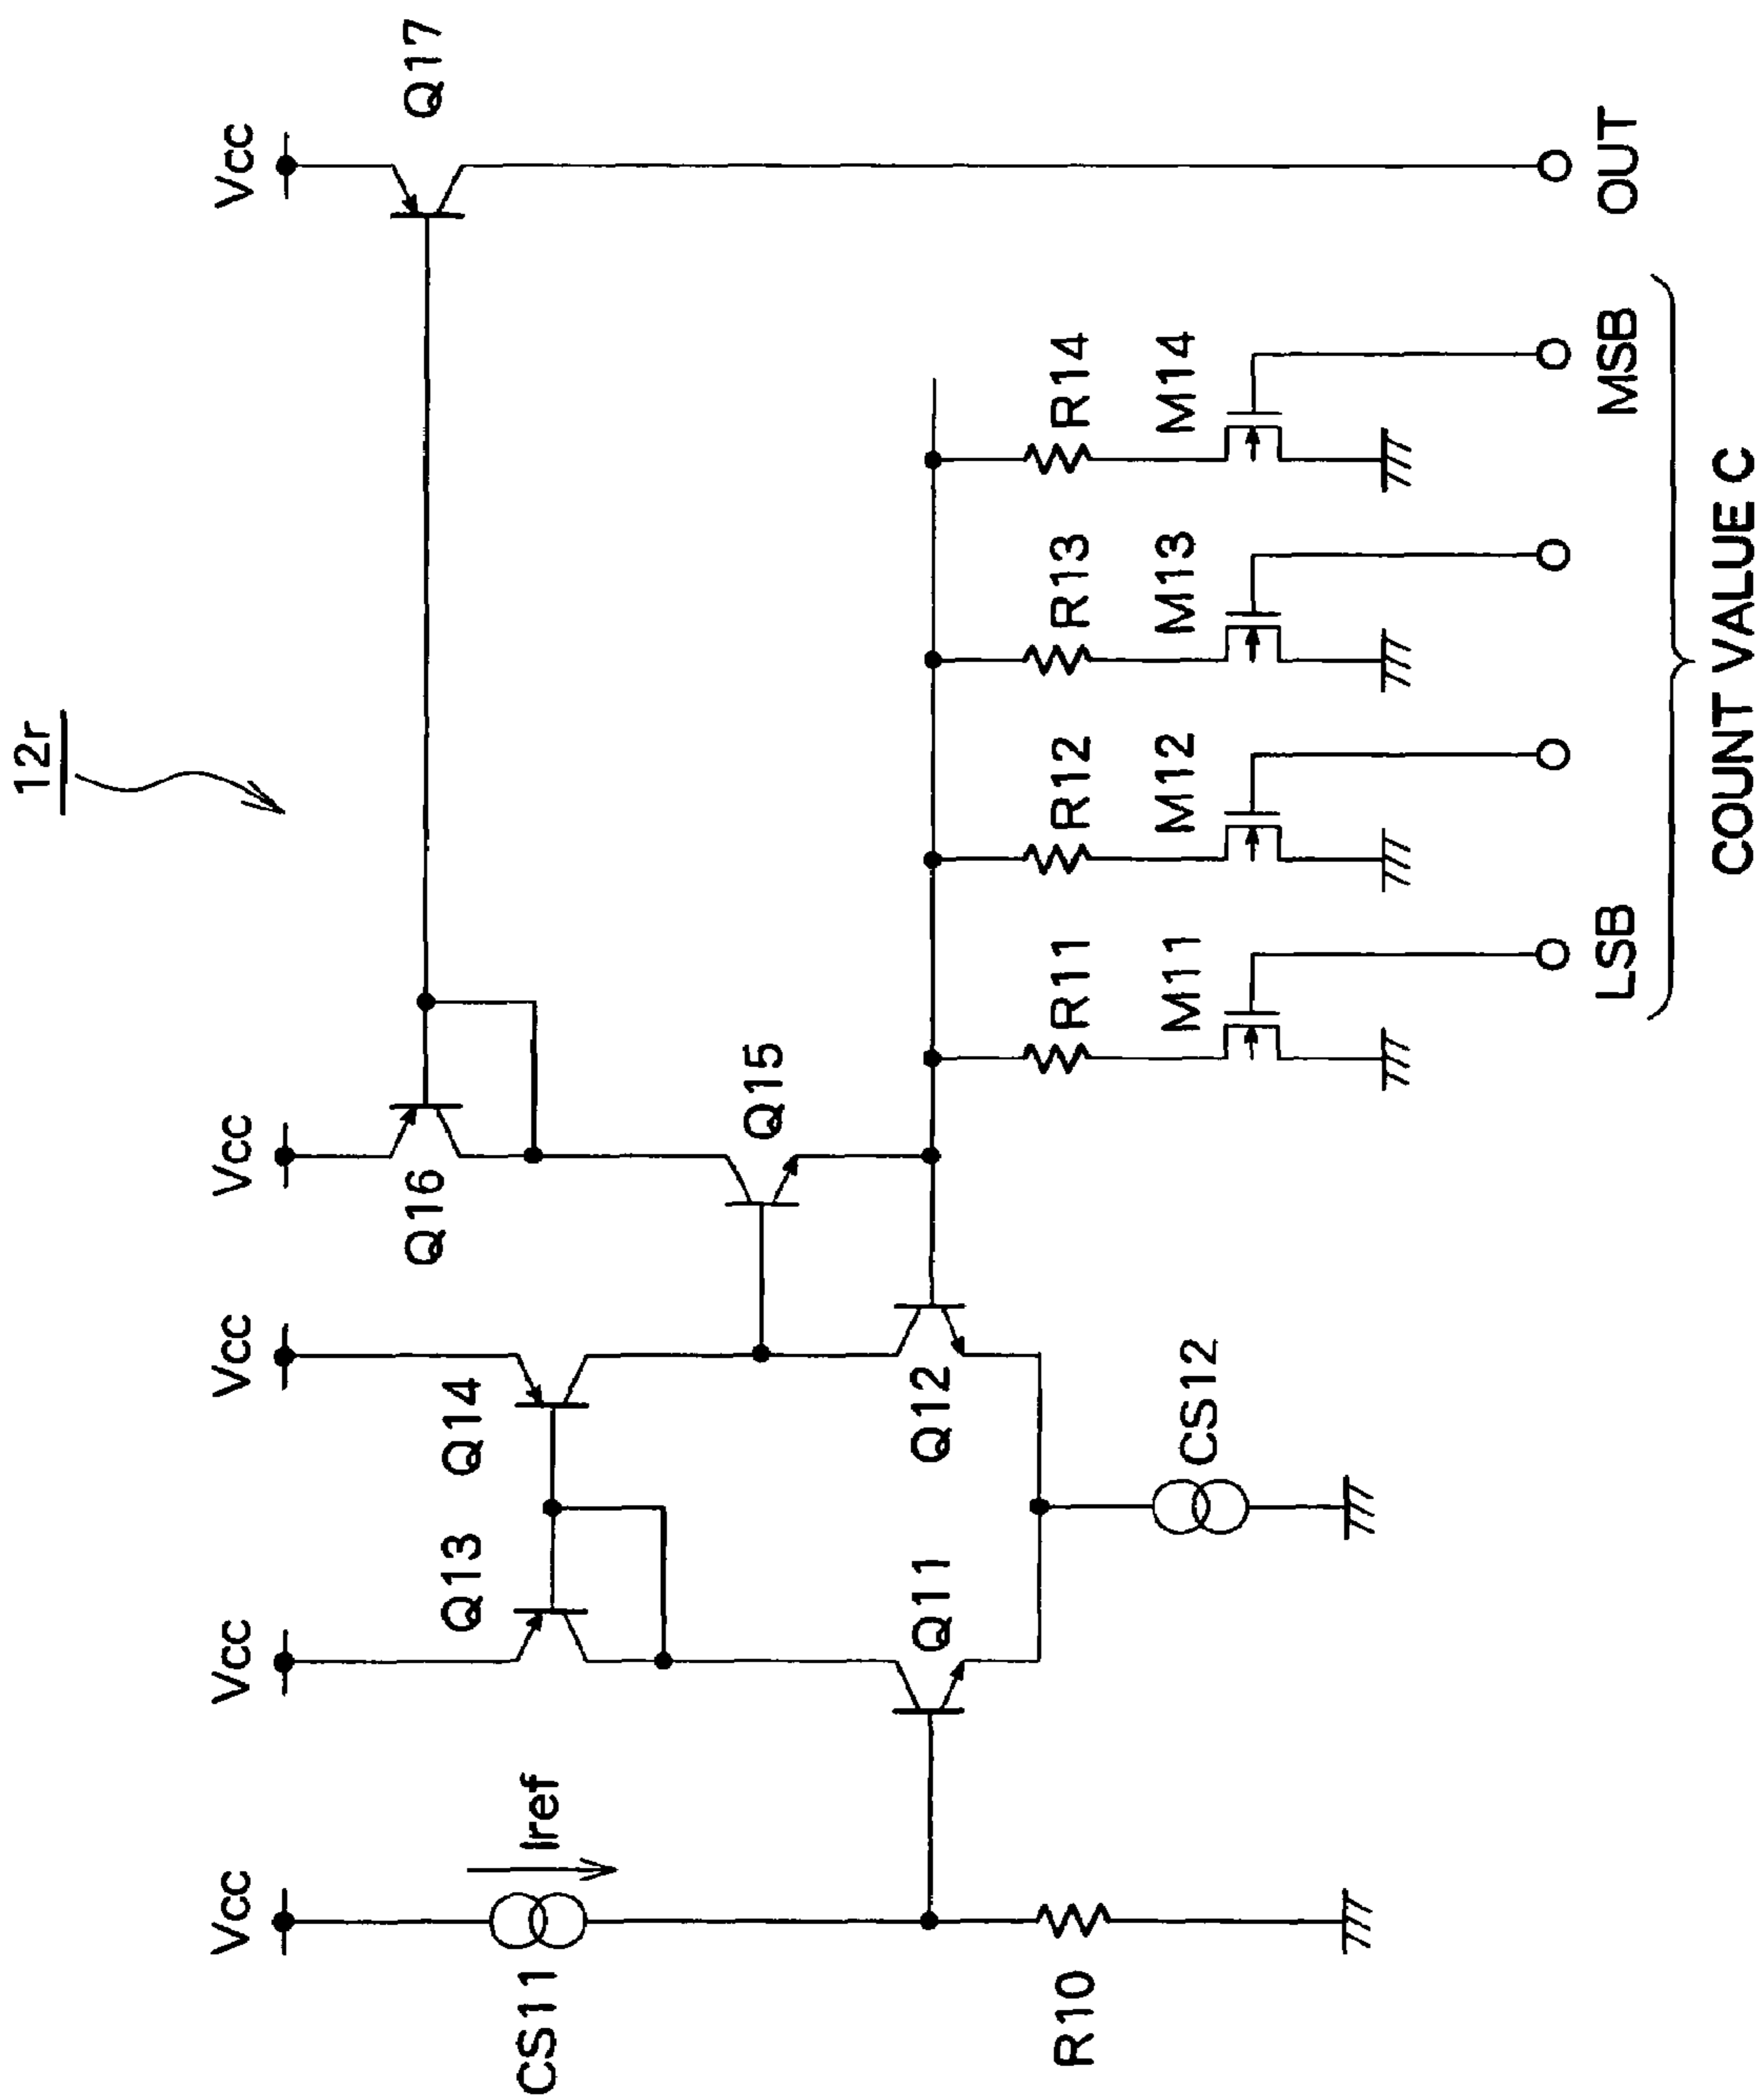 12r
Vcc
Vcc
Vcc
Vcc
Vcc
CS11
Iref
Q13
Q14
Q16
Q17
Q15
Q11
Q12
R10
CS12
R11
R12
R13
R14
M11
M12
M13
M14
LSB
MSB
OUT
COUNT VALUE C